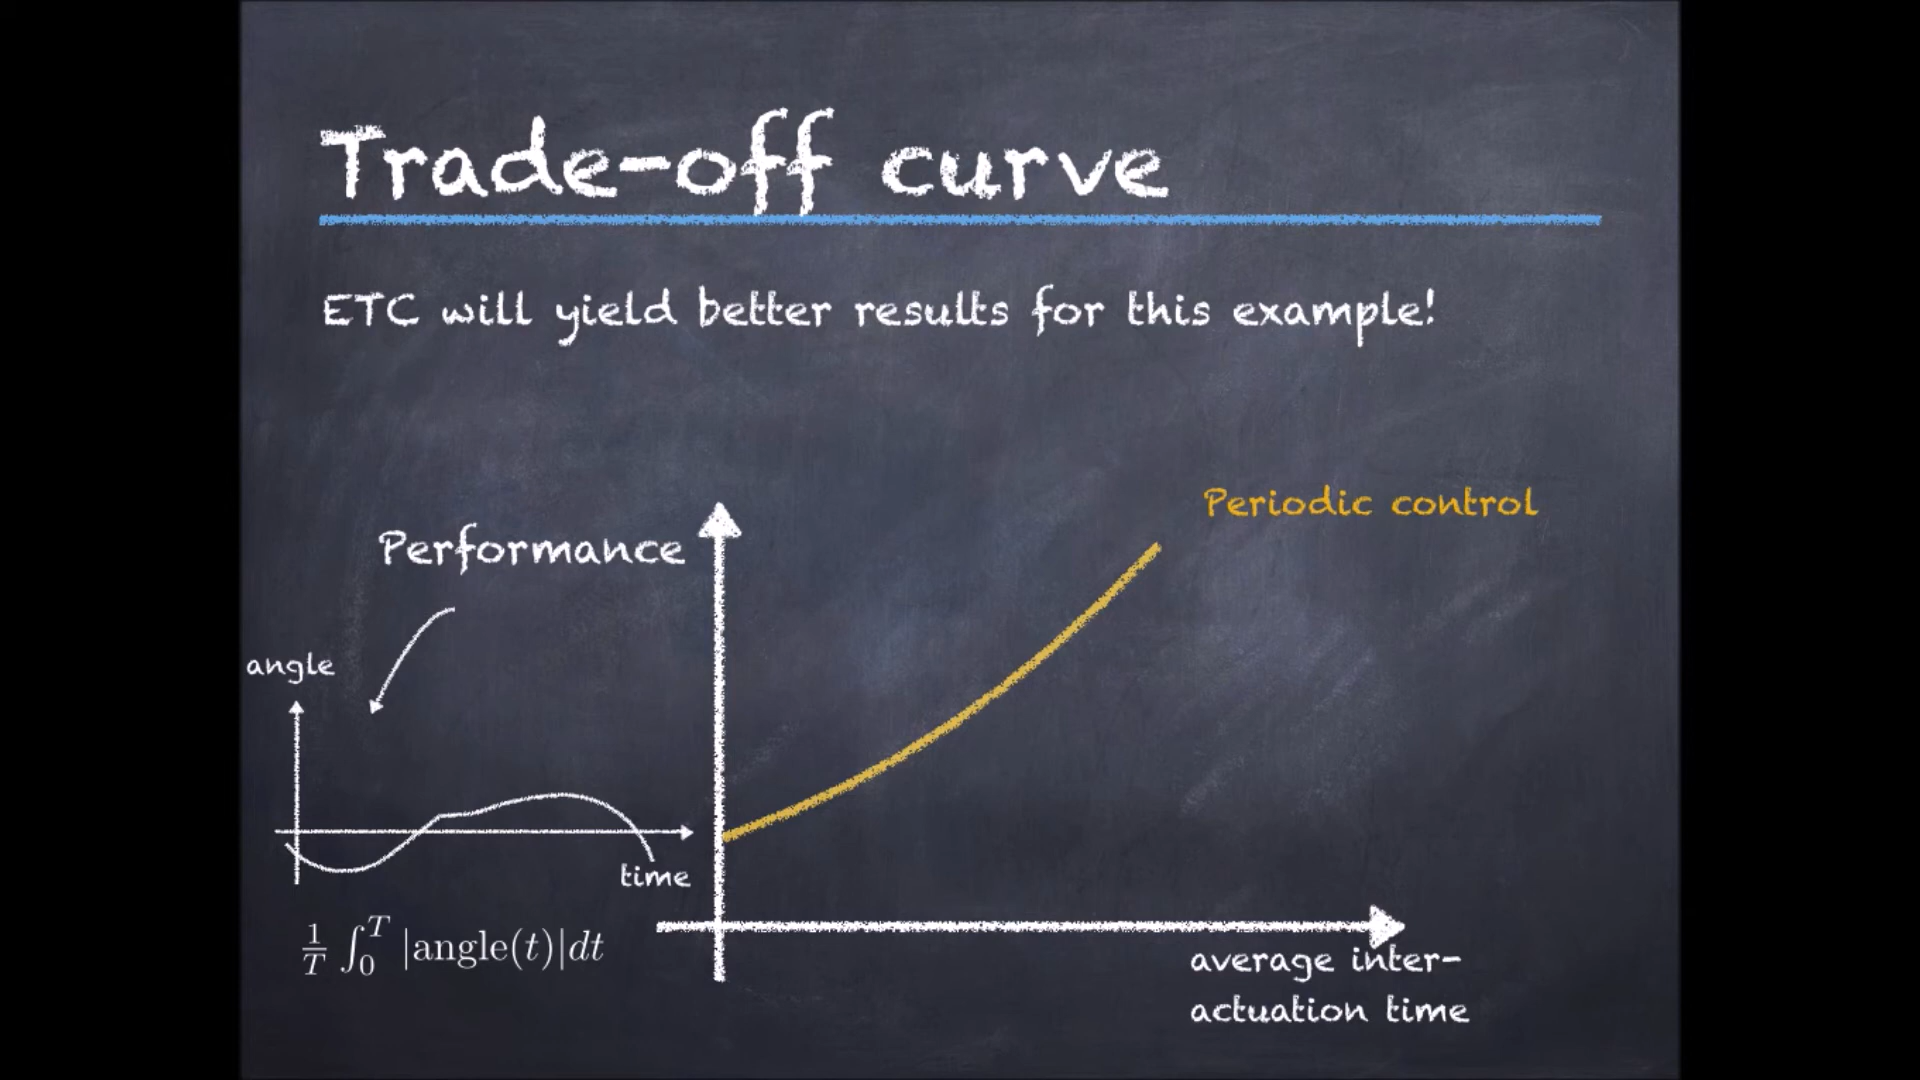 Trade-off curve
ETC will yield better results for this example!
Periodic control
Performance
angle
time
$\frac{1}{T} \int_0^T |\text{angle}(t)| dt$
average inter-
actuation time